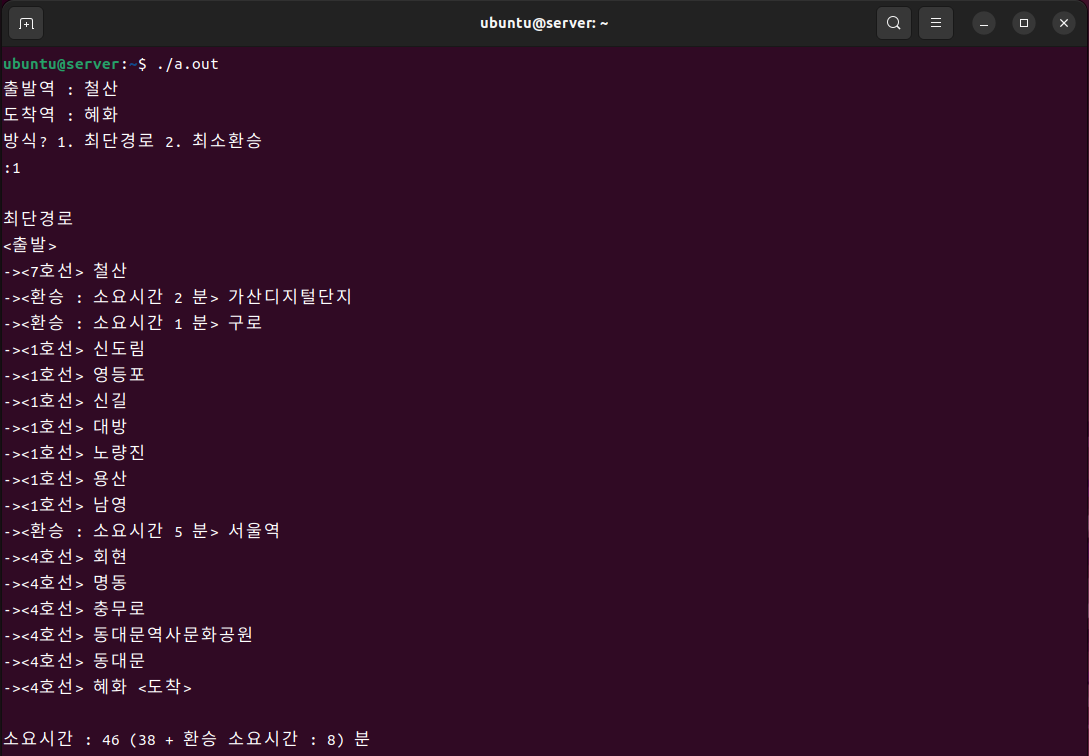 ubuntu@server: ~
ubuntu@server:~$ ./a.out
출발역 : 철산
도착역 : 혜화
방식? 1. 최단경로 2. 최소환승
:1
최단경로
<출발>
-><7호선> 철산
-><환승 : 소요시간 2 분> 가산디지털단지
-><환승 : 소요시간 1 분> 구로
-><1호선> 신도림
-><1호선> 영등포
-><1호선> 신길
-><1호선> 대방
-><1호선> 노량진
-><1호선> 용산
-><1호선> 남영
-><환승 : 소요시간 5 분> 서울역
-><4호선> 회현
-><4호선> 명동
-><4호선> 충무로
-><4호선> 동대문역사문화공원
-><4호선> 동대문
-><4호선> 혜화 <도착>
소요시간 : 46 (38 + 환승 소요시간 : 8) 분